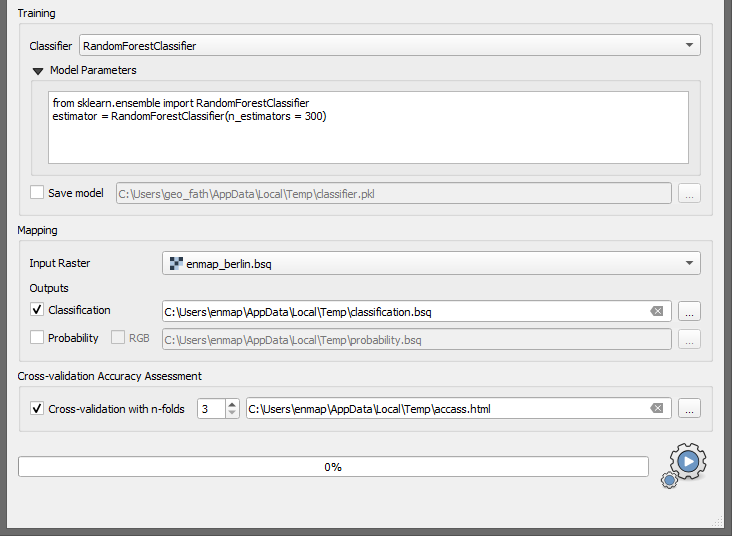 Training
Classifier RandomForestClassifier
Model Parameters
from sklearn.ensemble import RandomForestClassifier
estimator = RandomForestClassifier(n_estimators = 300)
Save model C:\Users\geo_fath\AppData\Local\Temp\classifier.pkl ...
Mapping
Input Raster enmap_berlin.bsq
Outputs
Classification C:\Users\enmap\AppData\Local\Temp\classification.bsq ...
Probability RGB C:\Users\enmap\AppData\Local\Temp\probability.bsq ...
Cross-validation Accuracy Assessment
Cross-validation with n-folds 3 C:\Users\enmap\AppData\Local\Temp\accass.html ...
0%